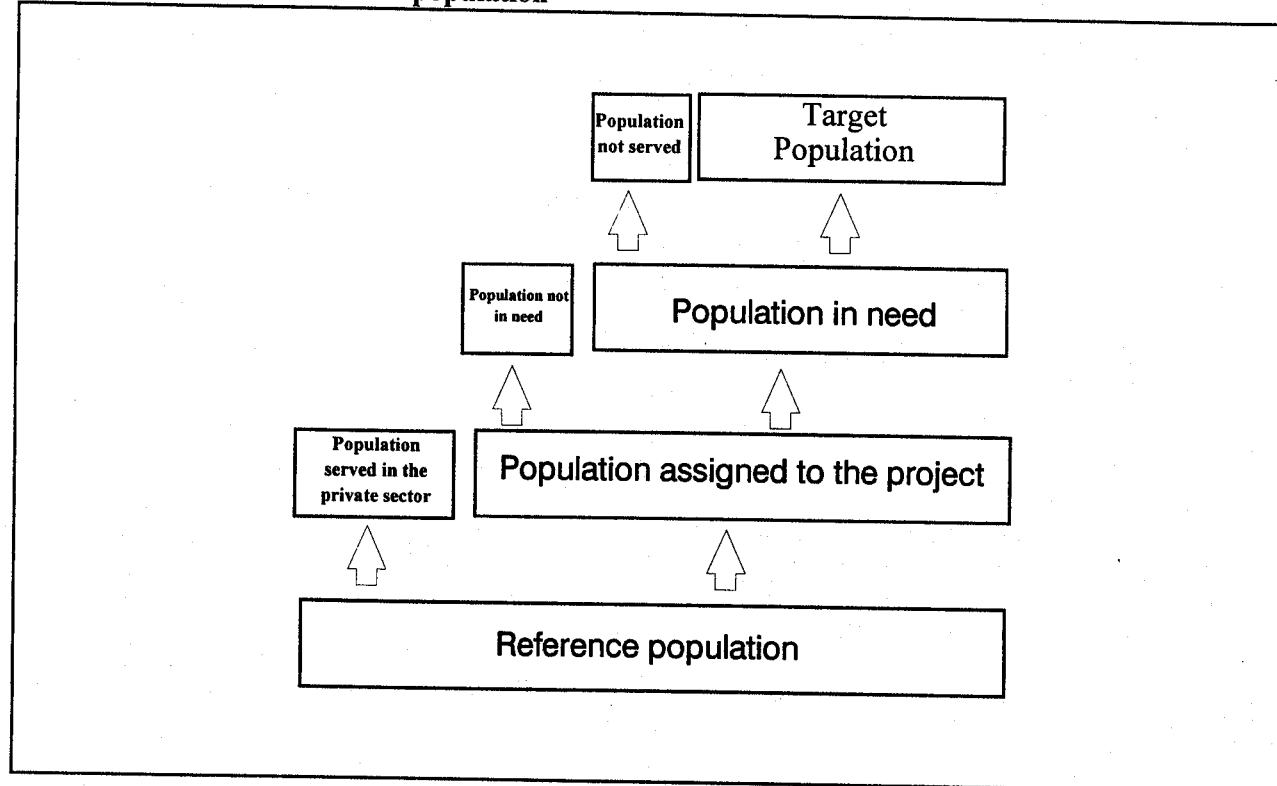 population
Population
not served
Target
Population
Population not
in need
Population in need
Population
served in the
private sector
Population assigned to the project
Reference population